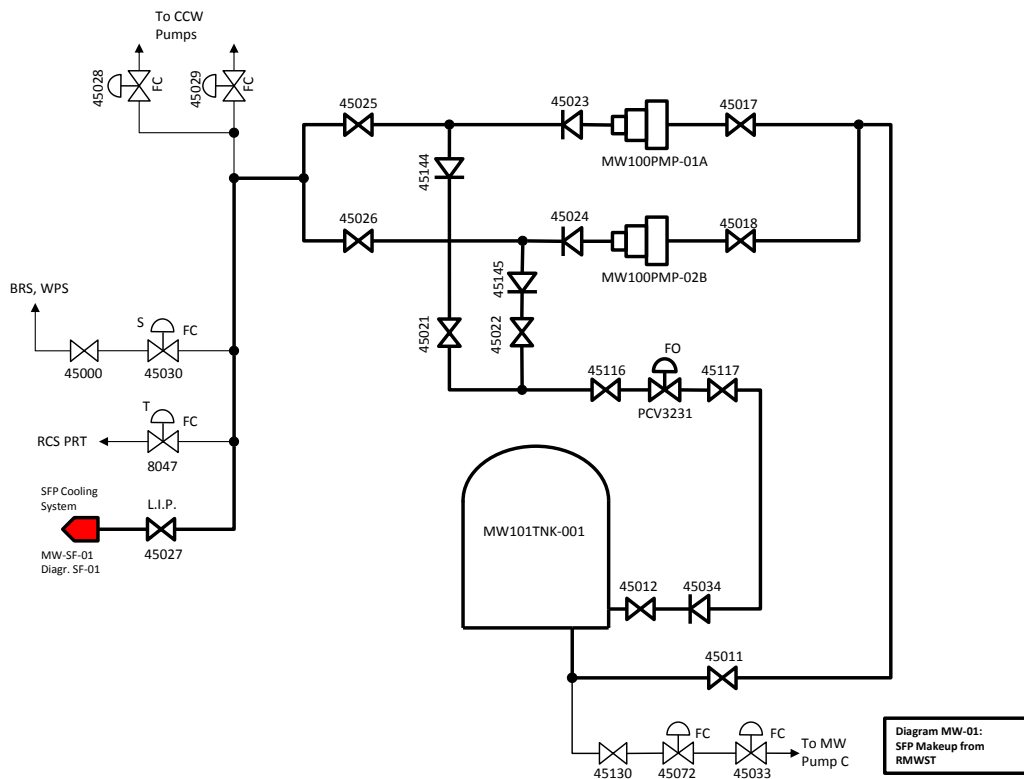 To CCW
Pumps
45028
FC
45029
FC
45025
45023
45017
MW100PMP-01A
45144
45026
45024
45018
MW100PMP-02B
45145
BRS, WPS
S
FC
45000
45030
45021
45022
FO
45116
45117
PCV3231
T
FC
RCS PRT
8047
SFP Cooling
System
L.I.P.
MW-SF-01
Diagr. SF-01
45027
MW101TNK-001
45012
45034
45011
FC
FC
To MW
Pump C
45130
45072
45033
Diagram MW-01:
SFP Makeup from
RMWST